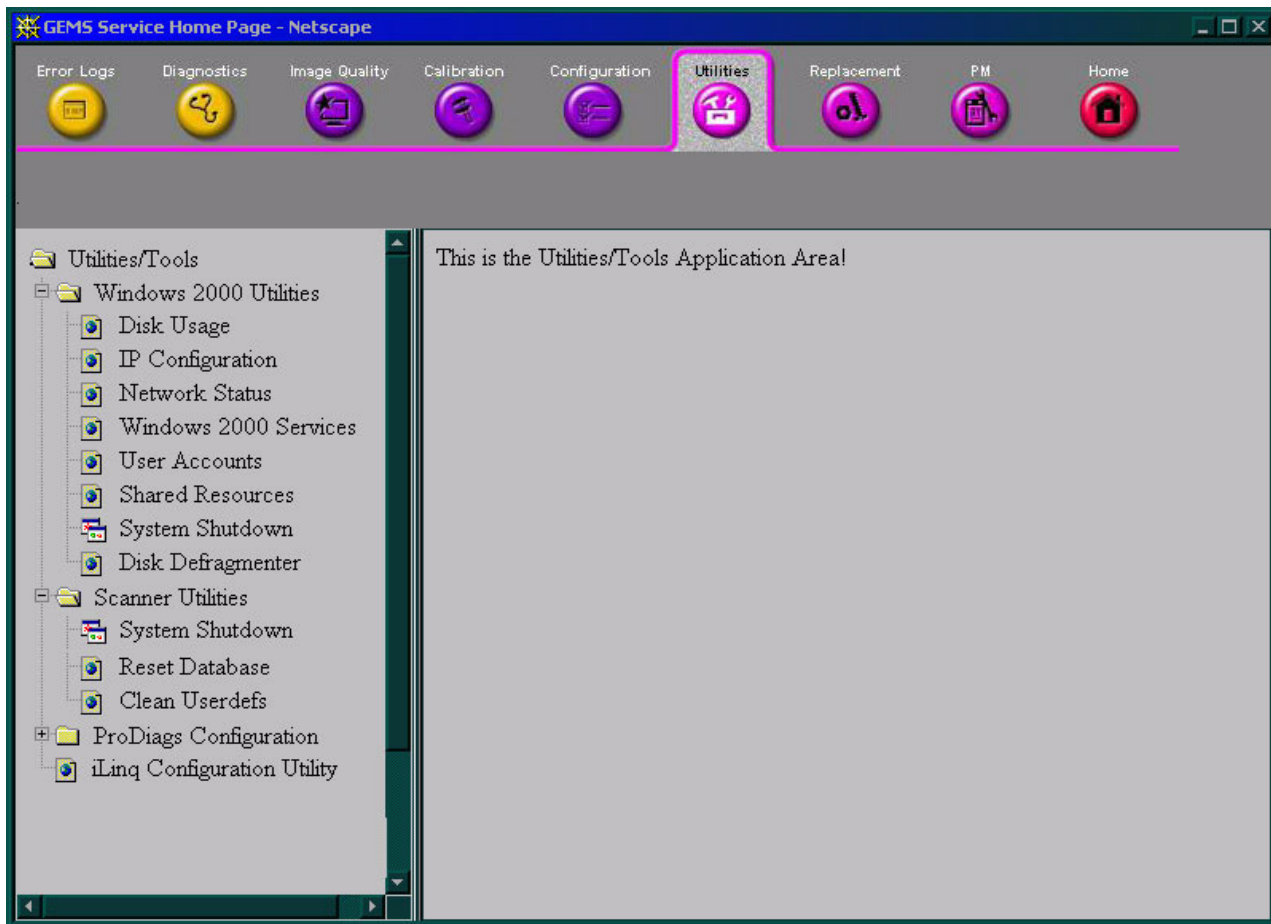 GEMS Service Home Page - Netscape
Error Logs Diagnostics Image Quality Calibration Configuration Utilities Replacement PM Home
Utilities/Tools
Windows 2000 Utilities
Disk Usage
IP Configuration
Network Status
Windows 2000 Services
User Accounts
Shared Resources
System Shutdown
Disk Defragmenter
Scanner Utilities
System Shutdown
Reset Database
Clean Userdefs
ProDiags Configuration
iLinq Configuration Utility
This is the Utilities/Tools Application Area!